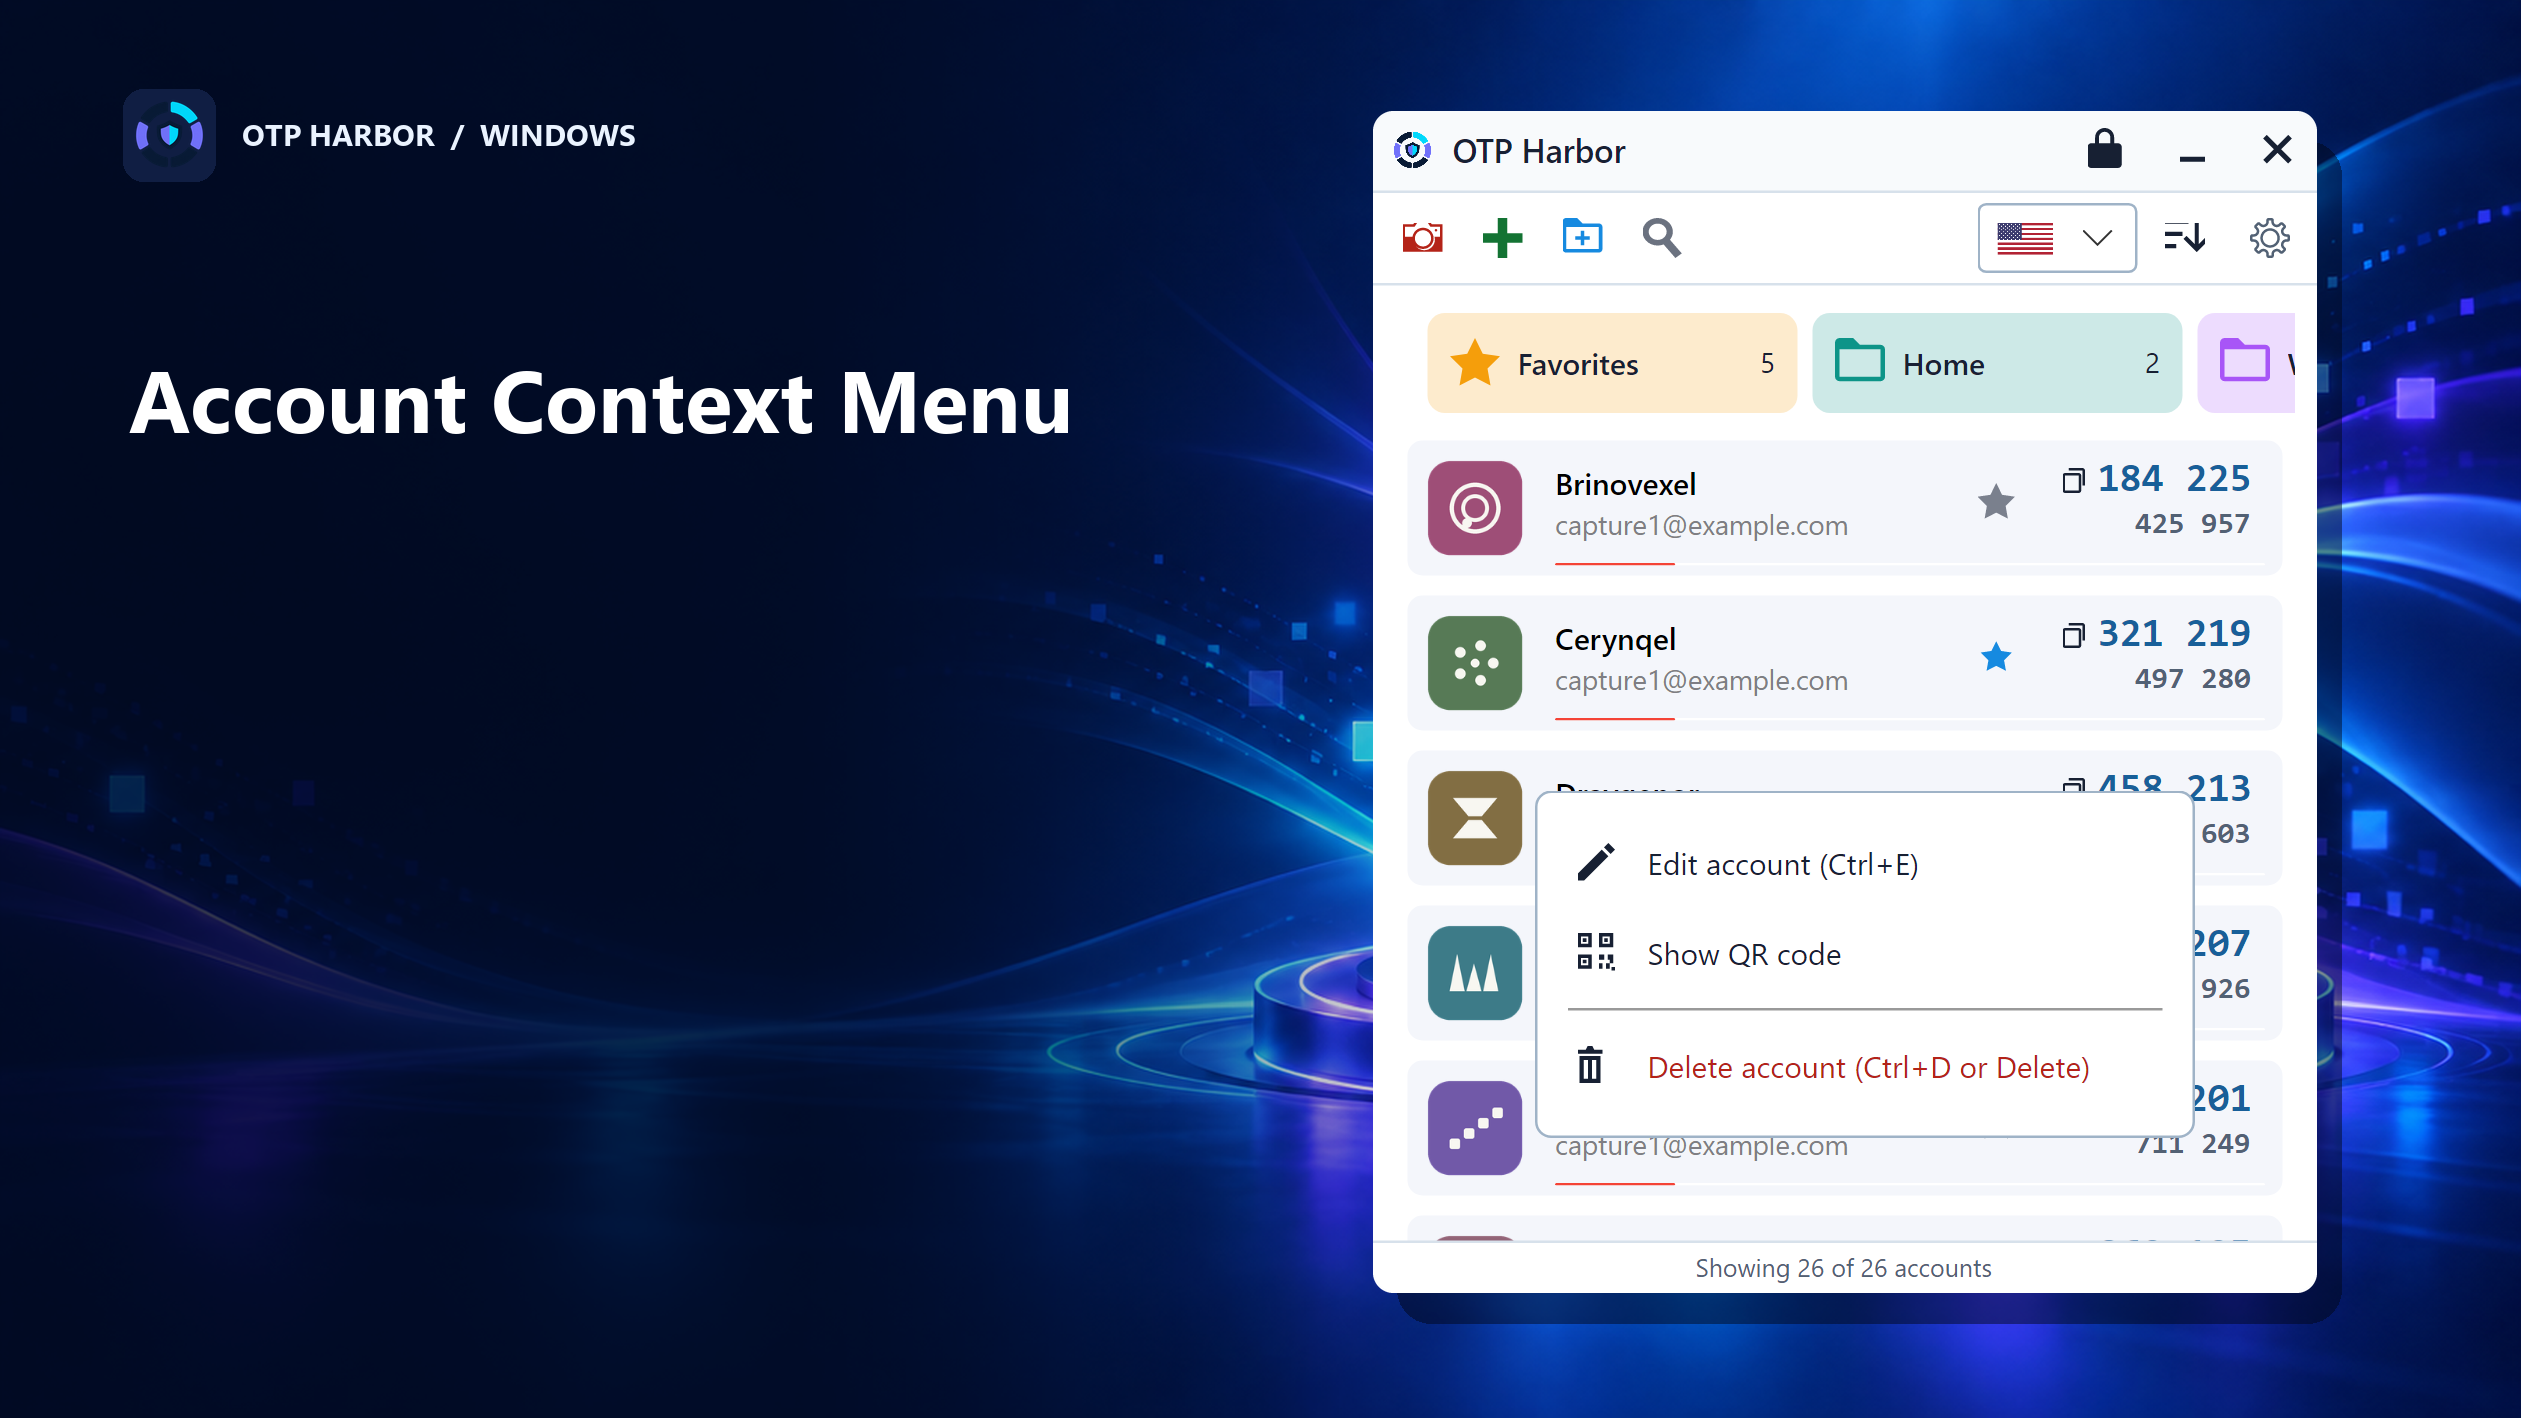 OTP HARBOR / WINDOWS
Account Context Menu
OTP Harbor
Favorites 5
Home 2
Brinovexel
capture1@example.com
184 225
425 957
Cerynqel
capture1@example.com
321 219
497 280
458 213
603
Edit account (Ctrl+E)
Show QR code
Delete account (Ctrl+D or Delete)
207
926
201
capture1@example.com
711 249
Showing 26 of 26 accounts